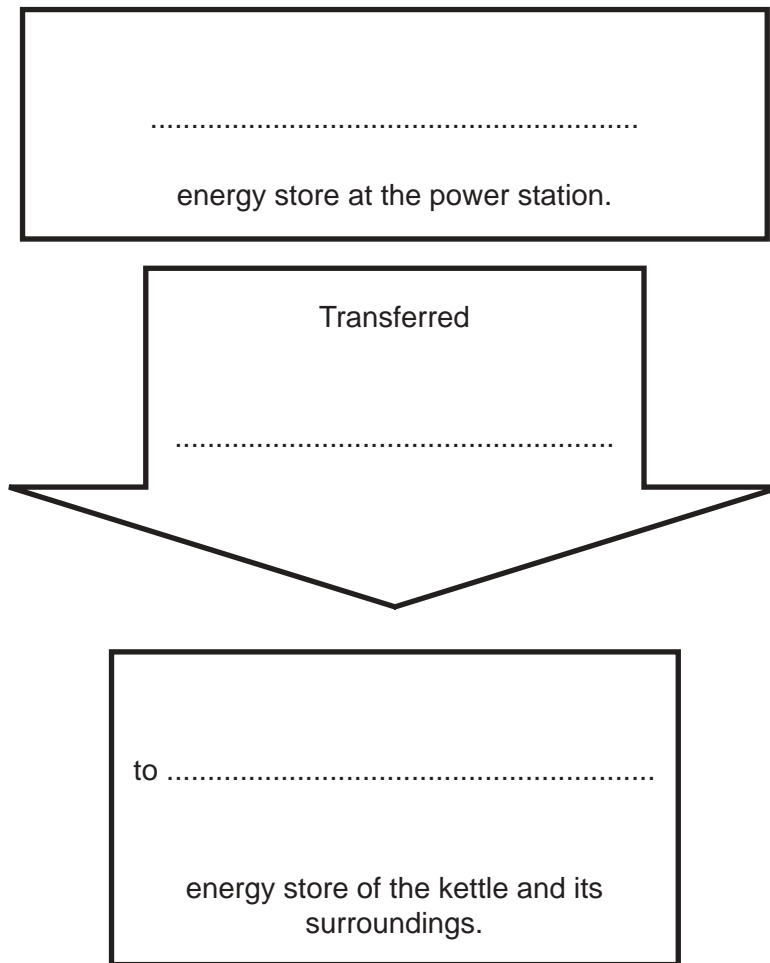 ............................................................
energy store at the power station.
Transferred
......................................................
to ............................................................
energy store of the kettle and its
surroundings.